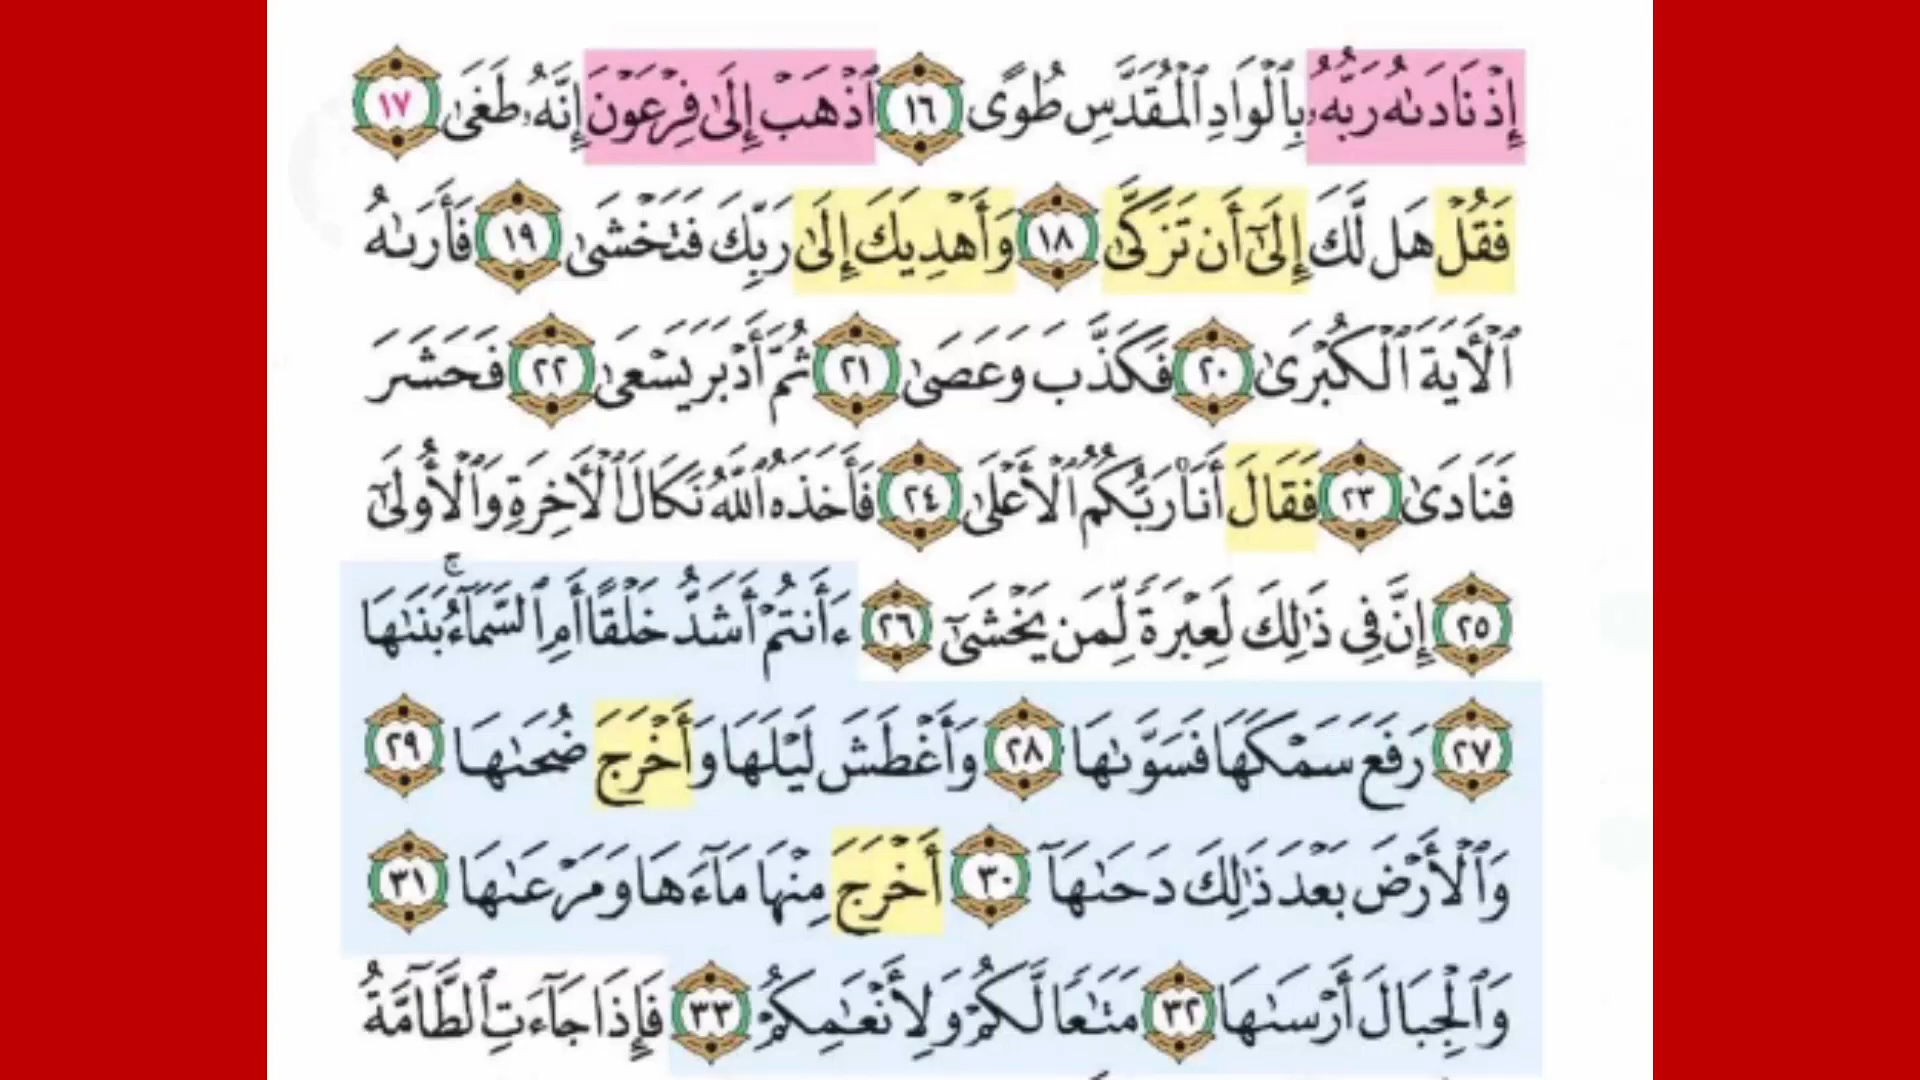 إِذْ نَادَىٰهُ رَبُّهُۥ بِٱلْوَادِ ٱلْمُقَدَّسِ طُوًى ١٦ ٱذْهَبْ إِلَىٰ فِرْعَوْنَ إِنَّهُۥ طَغَىٰ ١٧
فَقُلْ هَل لَّكَ إِلَىٰٓ أَن تَزَكَّىٰ ١٨ وَأَهْدِيَكَ إِلَىٰ رَبِّكَ فَتَخْشَىٰ ١٩ فَأَرَىٰهُ
ٱلْأَيَةَ ٱلْكُبْرَىٰ ٢٠ فَكَذَّبَ وَعَصَىٰ ٢١ ثُمَّ أَدْبَرَ يَسْعَىٰ ٢٢ فَحَشَرَ
فَنَادَىٰ ٢٣ فَقَالَ أَنَا۠ رَبُّكُمُ ٱلْأَعْلَىٰ ٢٤ فَأَخَذَهُ ٱللَّهُ نَكَالَ ٱلْأَخِرَةِ وَٱلْأُولَىٰٓ
٢٥ إِنَّ فِي ذَٰلِكَ لَعِبْرَةً لِّمَن يَخْشَىٰٓ ٢٦ ءَأَنتُمْ أَشَدُّ خَلْقًا أَمِ ٱلسَّمَآءُ ۚ بَنَىٰهَا
٢٧ رَفَعَ سَمْكَهَا فَسَوَّىٰهَا ٢٨ وَأَغْطَشَ لَيْلَهَا وَأَخْرَجَ ضُحَىٰهَا ٢٩
وَٱلْأَرْضَ بَعْدَ ذَٰلِكَ دَحَىٰهَآ ٣٠ أَخْرَجَ مِنْهَا مَآءَهَا وَمَرْعَىٰهَا ٣١
وَٱلْجِبَالَ أَرْسَىٰهَا ٣٢ مَتَٰعًا لَّكُمْ وَلِأَنْعَٰمِكُمْ ٣٣ فَإِذَا جَآءَتِ ٱلطَّآمَّةُ